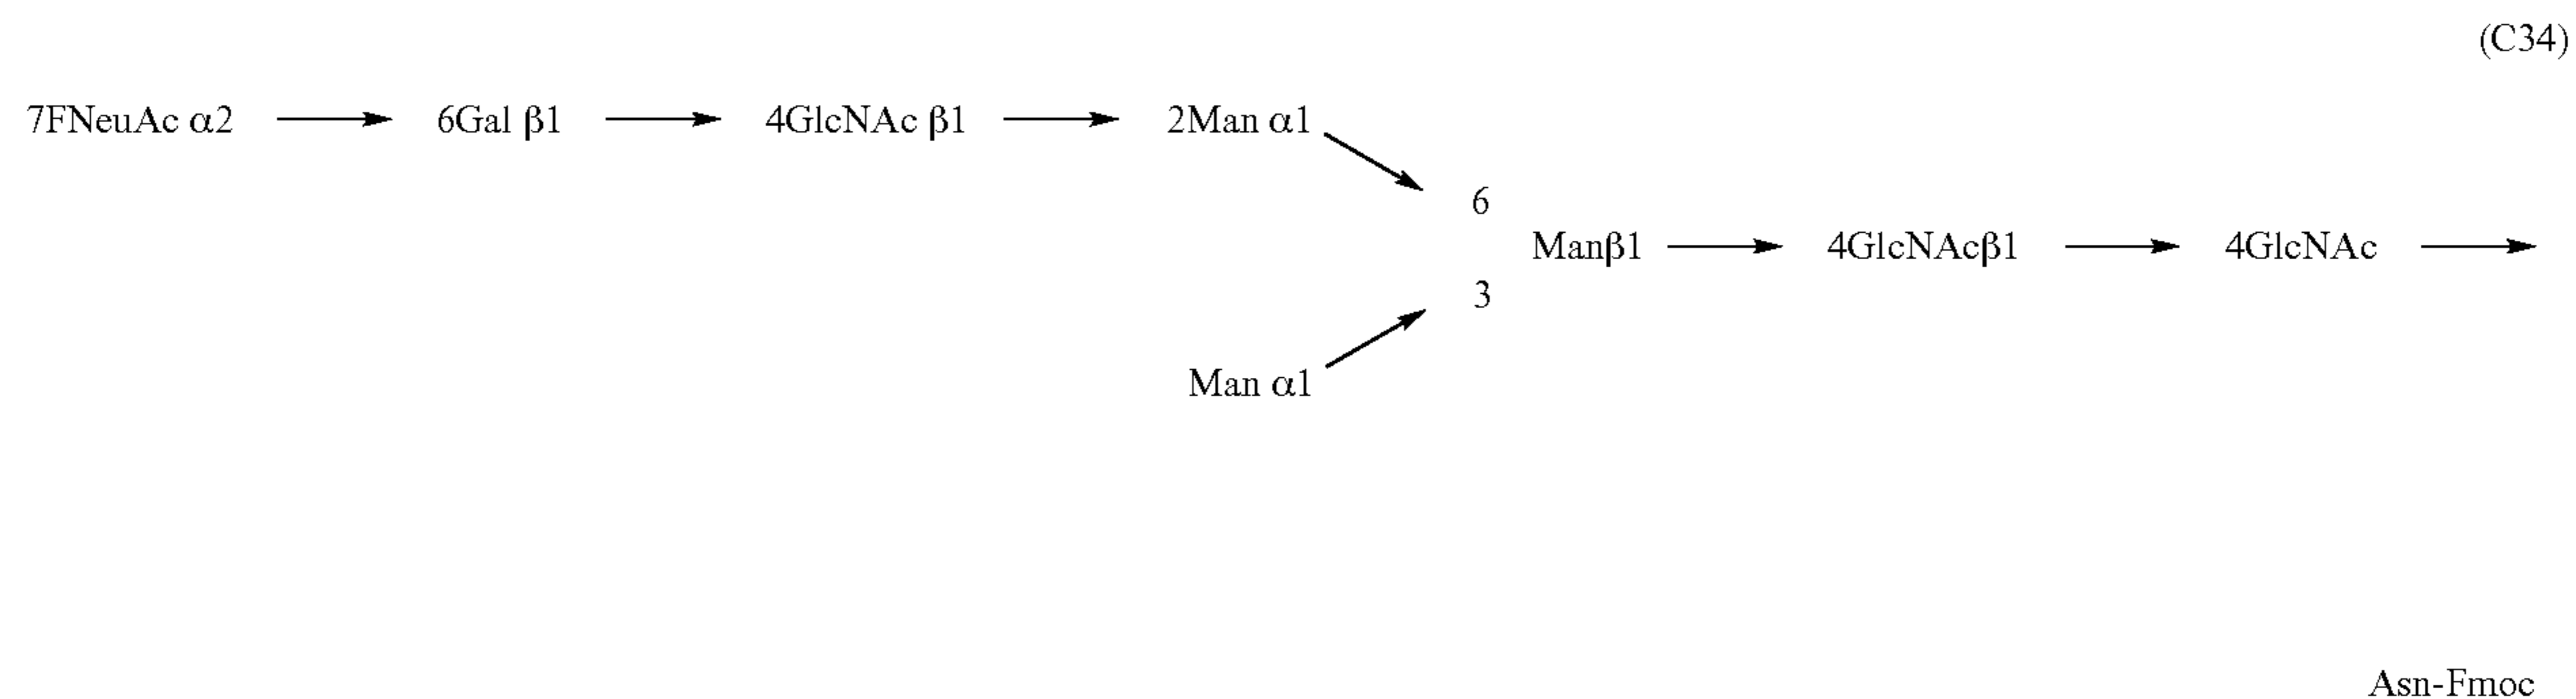 (C34)
7FNeuAc α2 → 6Gal β1 → 4GlcNAc β1 → 2Man α1
6
Manβ1 → 4GlcNAcβ1 → 4GlcNAc →
3
Man α1
Asn-Fmoc